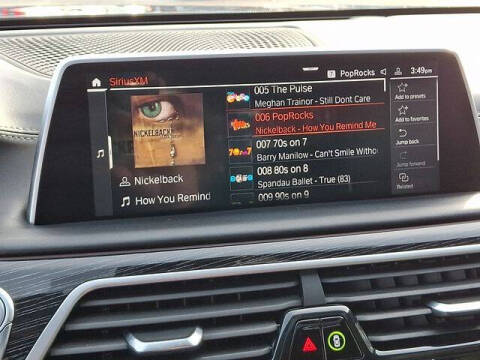 SiriusXM
7 PopRocks 3:49pm
NICKELBACK
Nickelback
How You Remind
005 The Pulse
Meghan Trainor - Still Dont Care
006 PopRocks
Nickelback - How You Remind Me
007 70s on 7
Barry Manilow - Can't Smile Witho
008 80s on 8
Spandau Ballet - True (83)
009 90s on 9
Add to presets
Add to favorites
Jump back
Jump forward
Related